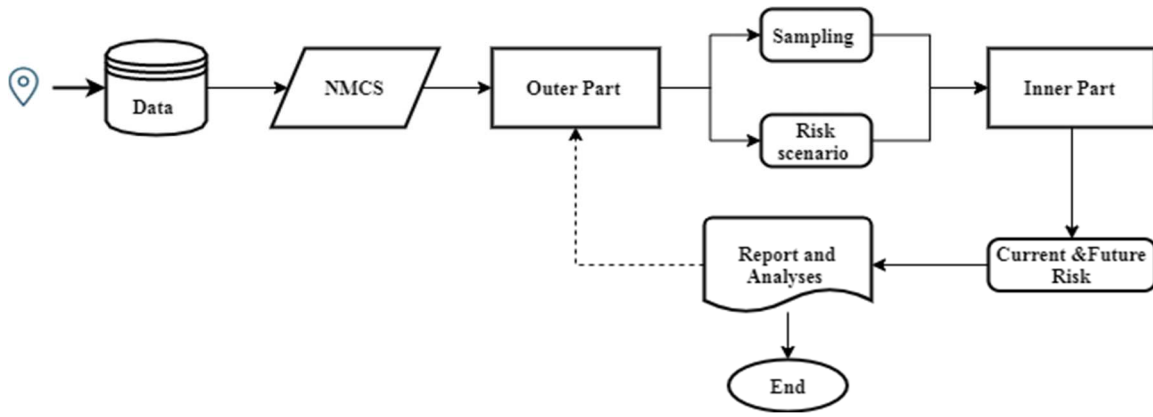 Data
NMCS
Outer Part
Sampling
Risk
scenario
Inner Part
Current &Future
Risk
Report and
Analyses
End